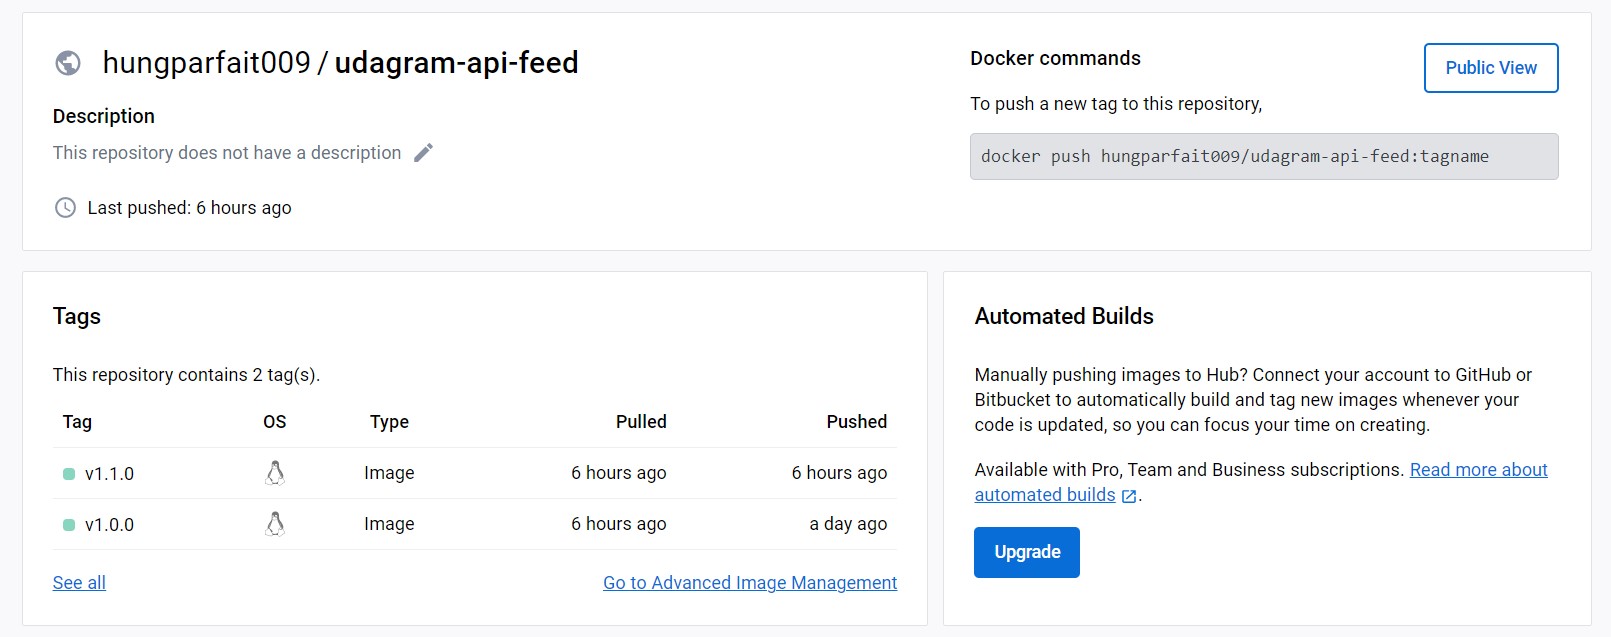 hungparfait009 / udagram-api-feed
Description
This repository does not have a description
Last pushed: 6 hours ago
Docker commands
Public View
To push a new tag to this repository,
docker push hungparfait009/udagram-api-feed:tagname
Tags
This repository contains 2 tag(s).
Tag OS Type Pulled Pushed
v1.1.0 Image 6 hours ago 6 hours ago
v1.0.0 Image 6 hours ago a day ago
See all Go to Advanced Image Management
Automated Builds
Manually pushing images to Hub? Connect your account to GitHub or
Bitbucket to automatically build and tag new images whenever your
code is updated, so you can focus your time on creating.
Available with Pro, Team and Business subscriptions. Read more about
automated builds.
Upgrade